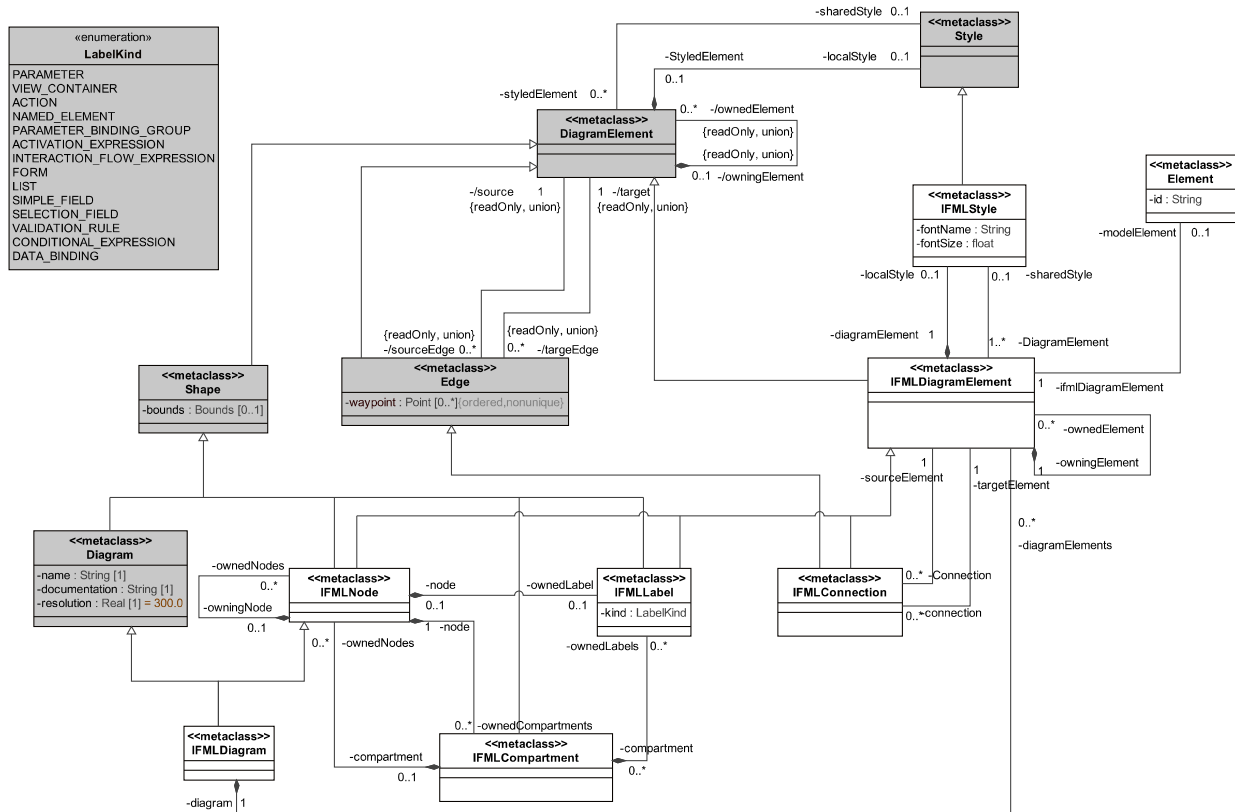 «enumeration»
LabelKind
PARAMETER
VIEW_CONTAINER
ACTION
NAMED_ELEMENT
PARAMETER_BINDING_GROUP
ACTIVATION_EXPRESSION
INTERACTION_FLOW_EXPRESSION
FORM
LIST
SIMPLE_FIELD
SELECTION_FIELD
VALIDATION_RULE
CONDITIONAL_EXPRESSION
DATA_BINDING
-sharedStyle 0..1
<<metaclass>>
Style
-StyledElement
0..1
-localStyle 0..1
-styledElement 0..*
<<metaclass>>
DiagramElement
0..* -/ownedElement
{readOnly, union}
{readOnly, union}
0..1 -/owningElement
-/source 1
{readOnly, union}
1 -/target
{readOnly, union}
<<metaclass>>
IFMLStyle
-fontName : String
-fontSize : float
<<metaclass>>
Element
-id : String
-modelElement 0..1
-localStyle 0..1
0..1 -sharedStyle
{readOnly, union}
-/sourceEdge 0..*
{readOnly, union}
0..* -/targeEdge
-diagramElement 1
1..* -DiagramElement
<<metaclass>>
Shape
-bounds : Bounds [0..1]
<<metaclass>>
Edge
-waypoint : Point [0..*]{ordered,nonunique}
<<metaclass>>
IFMLDiagramElement
1 -ifmlDiagramElement
0..* -ownedElement
-owningElement
1
1
-sourceElement
1
-targetElement
0..*
-diagramElements
<<metaclass>>
Diagram
-name : String [1]
-documentation : String [1]
-resolution : Real [1] = 300.0
-ownedNodes
0..*
-owningNode
0..1
<<metaclass>>
IFMLNode
-node
0..1
-ownedLabel
0..1
<<metaclass>>
IFMLLabel
-kind : LabelKind
<<metaclass>>
IFMLConnection
0..* -Connection
0..* -connection
1 -node
0..* -ownedNodes
-ownedLabels 0..*
0..* -ownedCompartments
<<metaclass>>
IFMLDiagram
-compartment
0..1
<<metaclass>>
IFMLCompartment
-compartment
0..*
-diagram 1